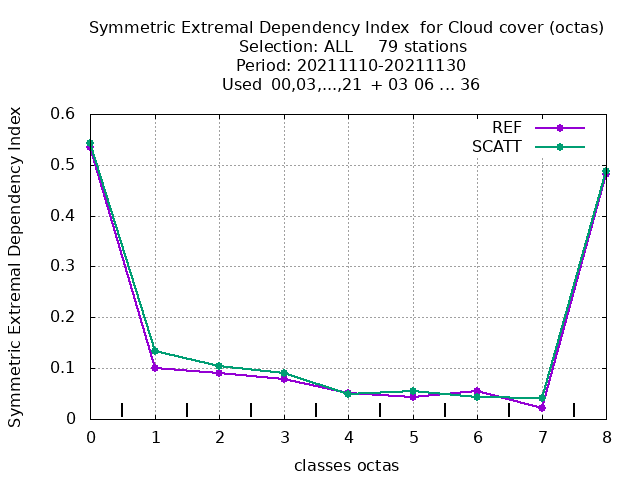 Symmetric Extremal Dependency Index  for Cloud cover (octas)
Selection: ALL     79 stations
Period: 20211110-20211130
Used  00,03,...,21  + 03 06 ... 36
REF
SCATT
Symmetric Extremal Dependency Index
0.6
0.5
0.4
0.3
0.2
0.1
0
0 1 2 3 4 5 6 7 8
classes octas